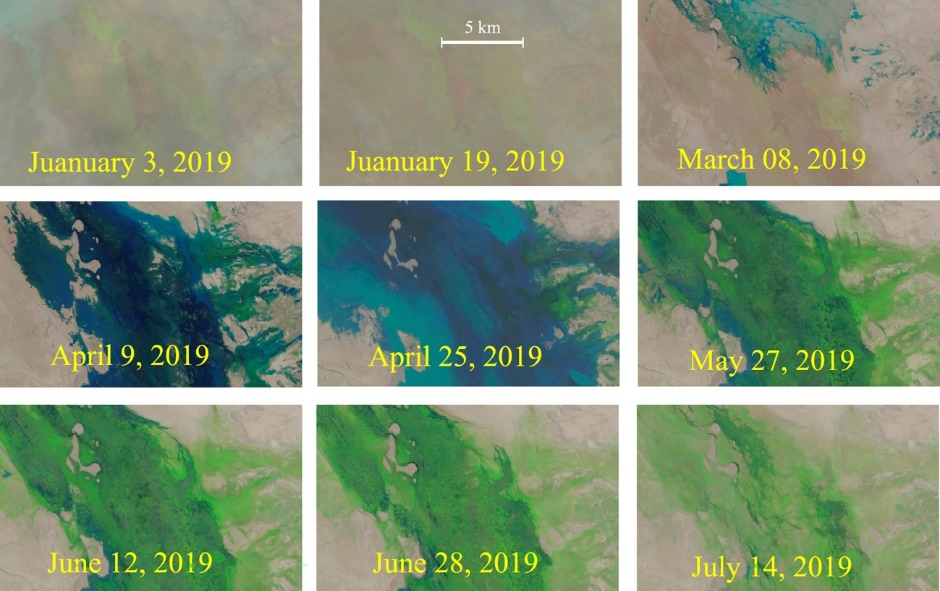 5 km
Juanuary 3, 2019
Juanuary 19, 2019
March 08, 2019
April 9, 2019
April 25, 2019
May 27, 2019
June 12, 2019
June 28, 2019
July 14, 2019